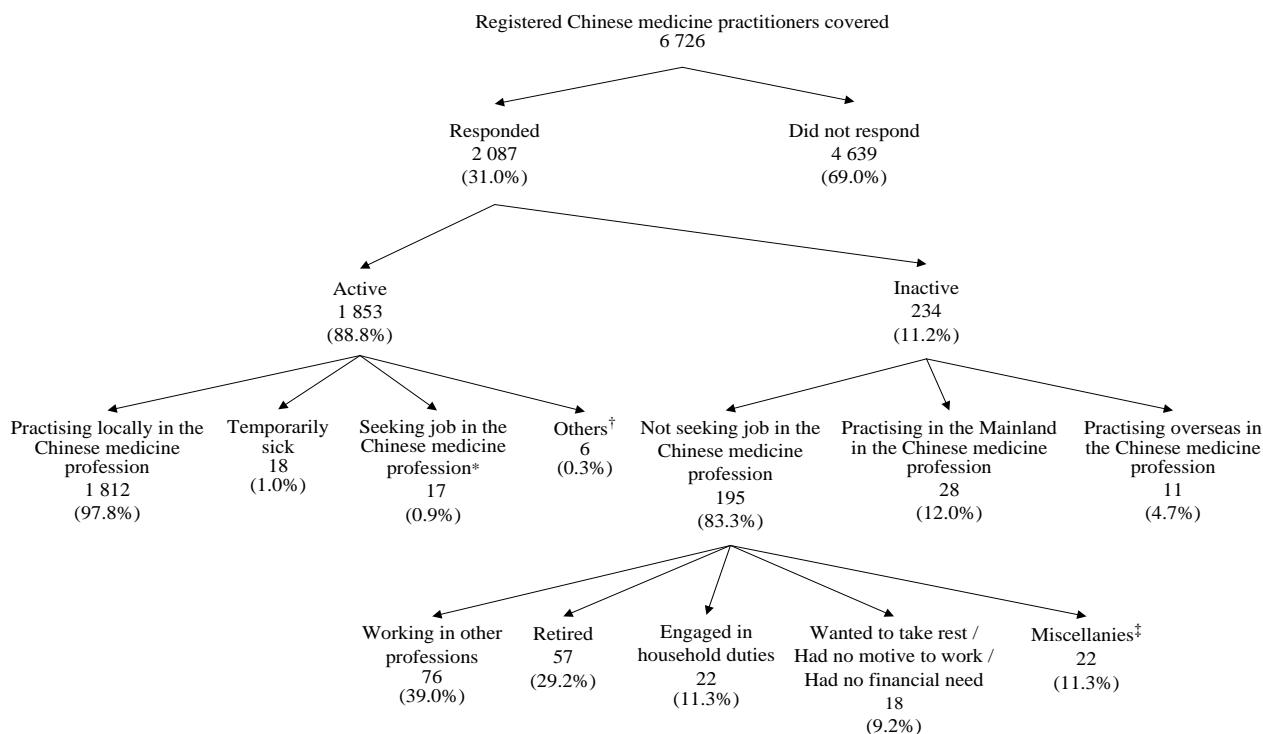 Registered Chinese medicine practitioners covered
6 726
Responded
2 087
(31.0%)
Did not respond
4 639
(69.0%)
Active
1 853
(88.8%)
Inactive
234
(11.2%)
Practising locally in the
Chinese medicine
profession
1 812
(97.8%)
Temporarily
sick
18
(1.0%)
Seeking job in the
Chinese medicine
profession*
17
(0.9%)
Others†
6
(0.3%)
Not seeking job in the
Chinese medicine
profession
195
(83.3%)
Practising in the Mainland
in the Chinese medicine
profession
28
(12.0%)
Practising overseas in
the Chinese medicine
profession
11
(4.7%)
Working in other
professions
76
(39.0%)
Retired
57
(29.2%)
Engaged in
household duties
22
(11.3%)
Wanted to take rest /
Had no motive to work /
Had no financial need
18
(9.2%)
Miscellanies‡
22
(11.3%)